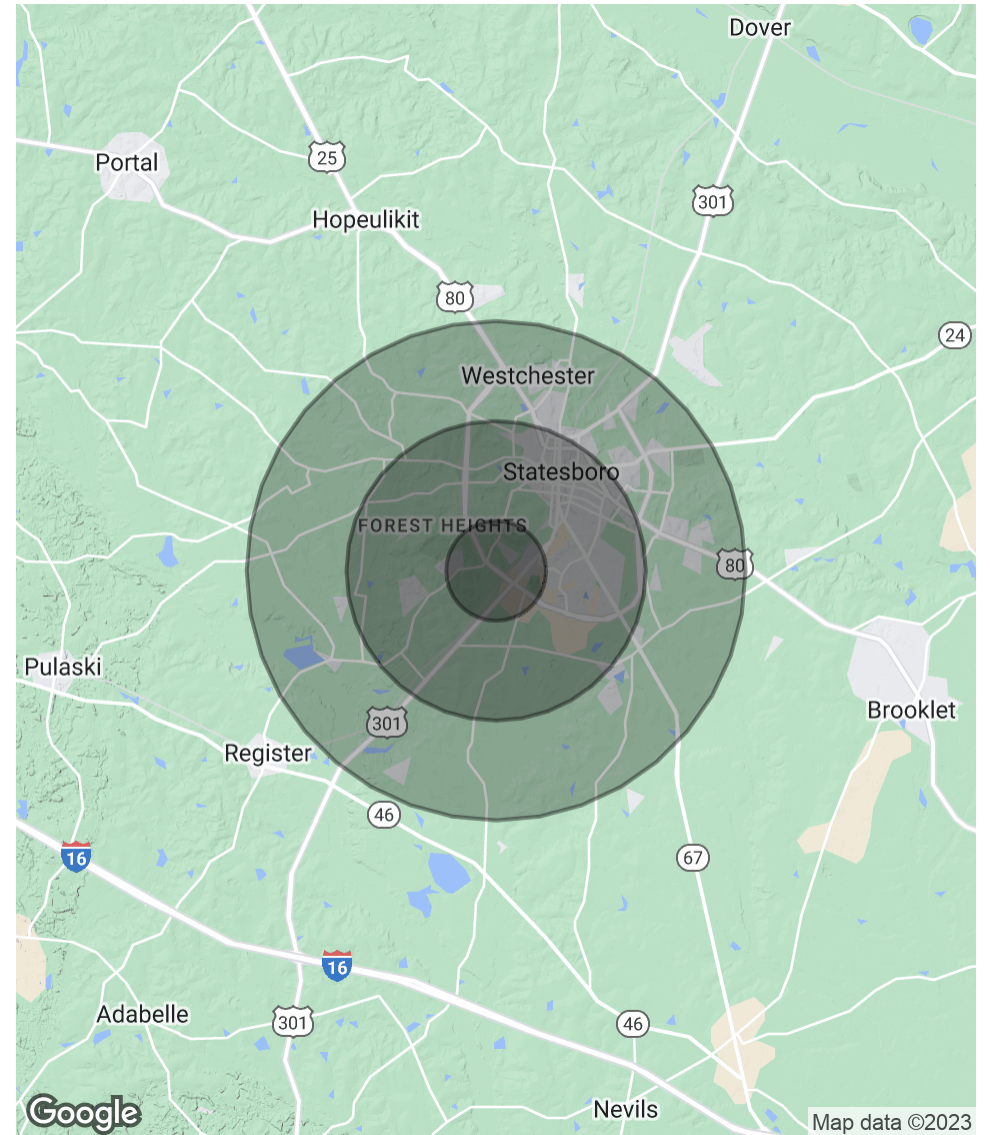 Dover
Portal
25
301
Hopeulikit
80
24
Westchester
Statesboro
FOREST HEIGHTS
80
Pulaski
Brooklet
301
Register
46
16
67
16
Adabelle
301
46
Nevils
Google
Map data ©2023